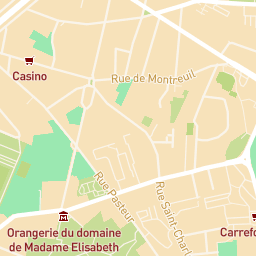 Rue de Montreuil
Casino
Rue Pasteur
Rue Saint-Charl
Orangerie du domaine
de Madame Elisabeth
Carrefo